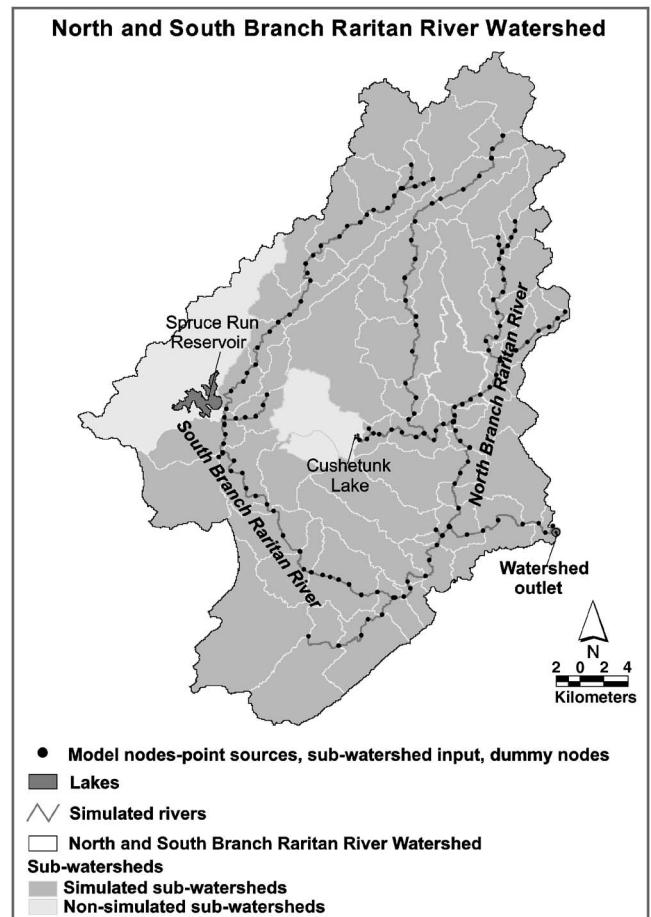 North and South Branch Raritan River Watershed
Spruce Run
Reservoir
North Branch Raritan River
South Branch Raritan River
Cushetunk
Lake
Watershed
outlet
N
2 0 2 4
Kilometers
Model nodes-point sources, sub-watershed input, dummy nodes
Lakes
Simulated rivers
North and South Branch Raritan River Watershed
Sub-watersheds
Simulated sub-watersheds
Non-simulated sub-watersheds